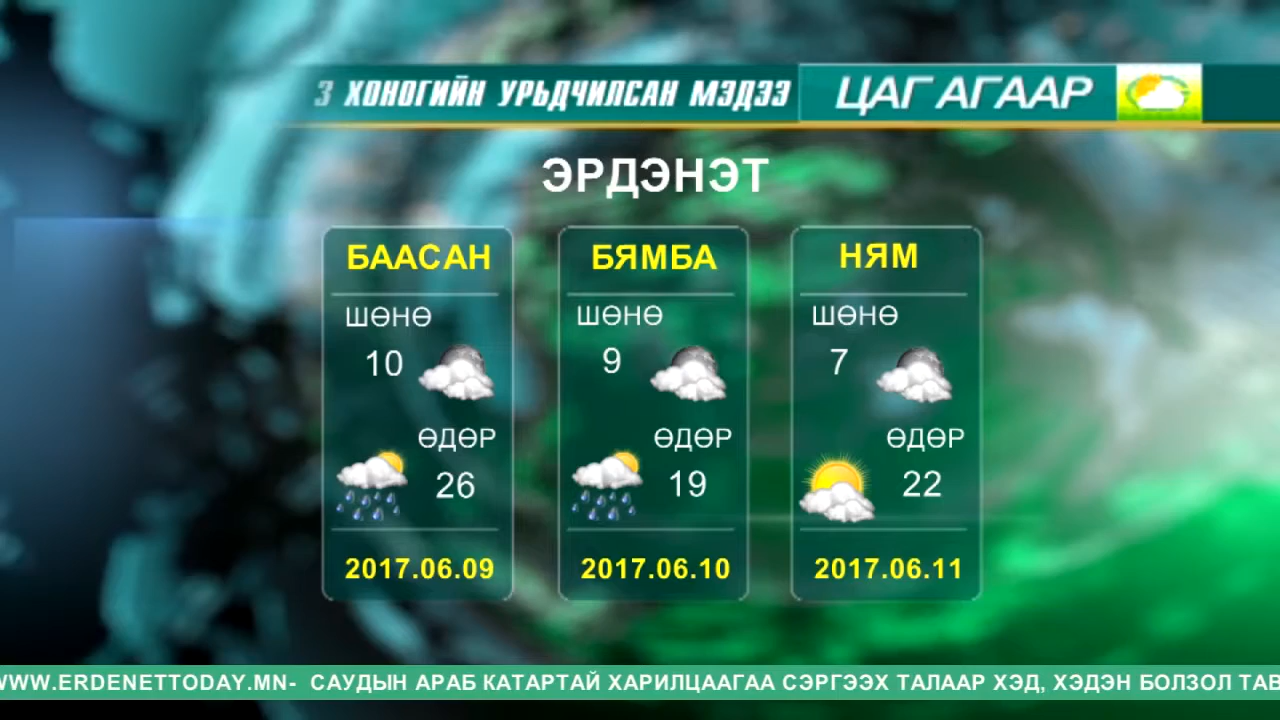 3 ХОНОГИЙН УРЬДЧИЛСАН МЭДЭЭ
ЦАГ АГААР
ЭРДЭНЭТ
БААСАН
ШӨНӨ
10
ӨДӨР
26
2017.06.09
БЯМБА
ШӨНӨ
9
ӨДӨР
19
2017.06.10
НЯМ
ШӨНӨ
7
ӨДӨР
22
2017.06.11
WWW.ERDENETTODAY.MN- САУДЫН АРАБ КАТАРТАЙ ХАРИЛЦААГАА СЭРГЭЭХ ТАЛААР ХЭД, ХЭДЭН БОЛЗОЛ ТАВ